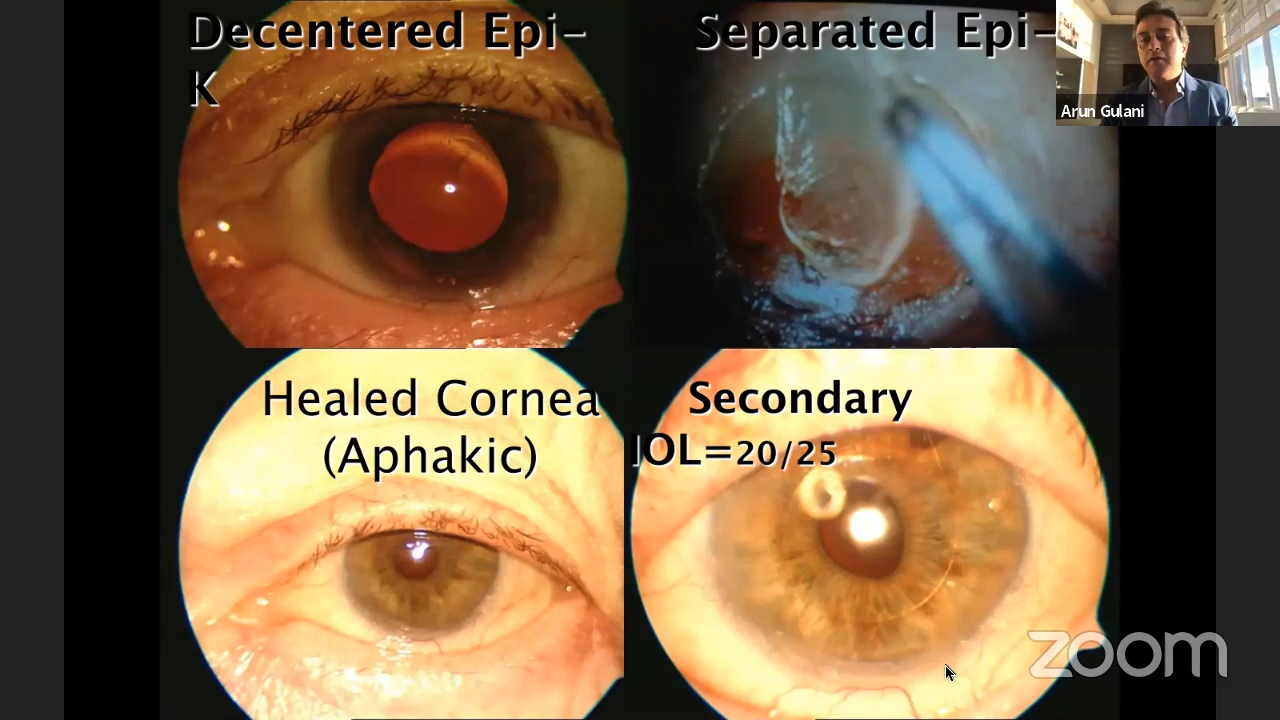 Decentered Epi-
K
Separated Epi-
Arun Gulani
Healed Cornea
(Aphakic)
Secondary
IOL=20/25
zoom